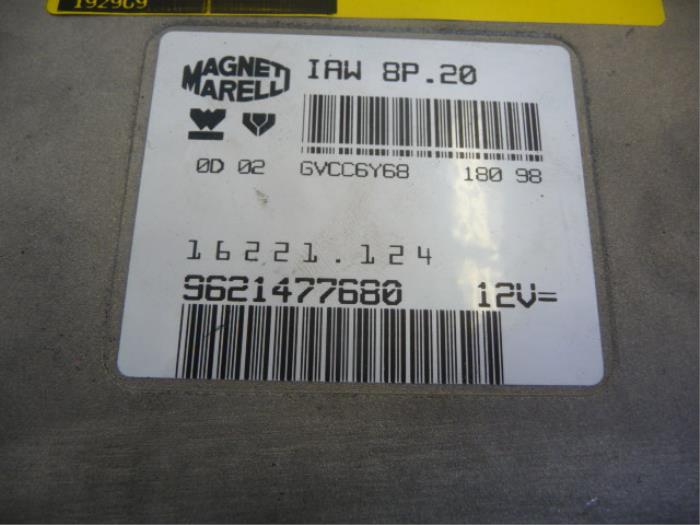 192969
MAGNETI
MARELLI
IAW 8P.20
0D 02 GVCC6Y68 180 98
16221.124
9621477680 12V=